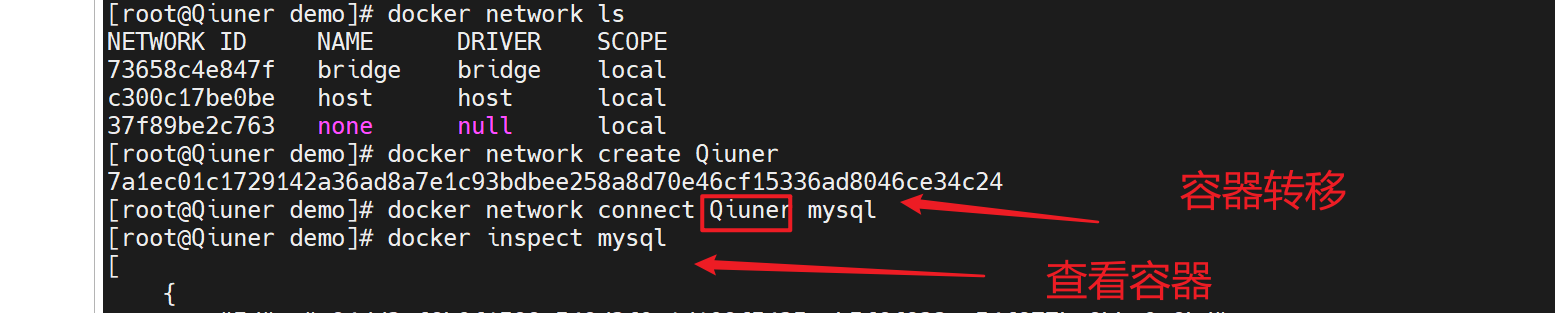 [root@Qiuner demo]# docker network ls
NETWORK ID     NAME      DRIVER    SCOPE
73658c4e847f   bridge    bridge    local
c300c17be0be   host      host      local
37f89be2c763   none      null      local
[root@Qiuner demo]# docker network create Qiuner
7a1ec01c1729142a36ad8a7e1c93bdbee258a8d70e46cf15336ad8046ce34c24
[root@Qiuner demo]# docker network connect Qiuner mysql
容器转移
[root@Qiuner demo]# docker inspect mysql
[
查看容器
{